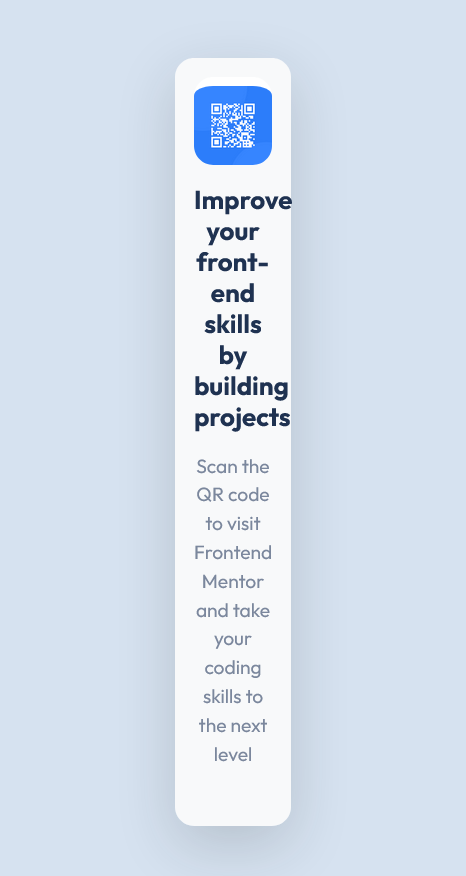 Improve
your
front-
end
skills
by
building
projects
Scan the
QR code
to visit
Frontend
Mentor
and take
your
coding
skills to
the next
level